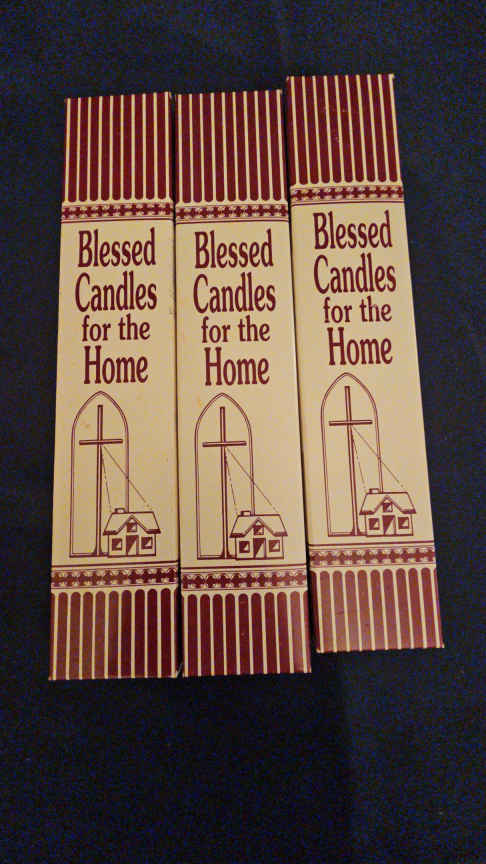 Blessed
Candles
for the
Home
Blessed
Candles
for the
Home
Blessed
Candles
for the
Home